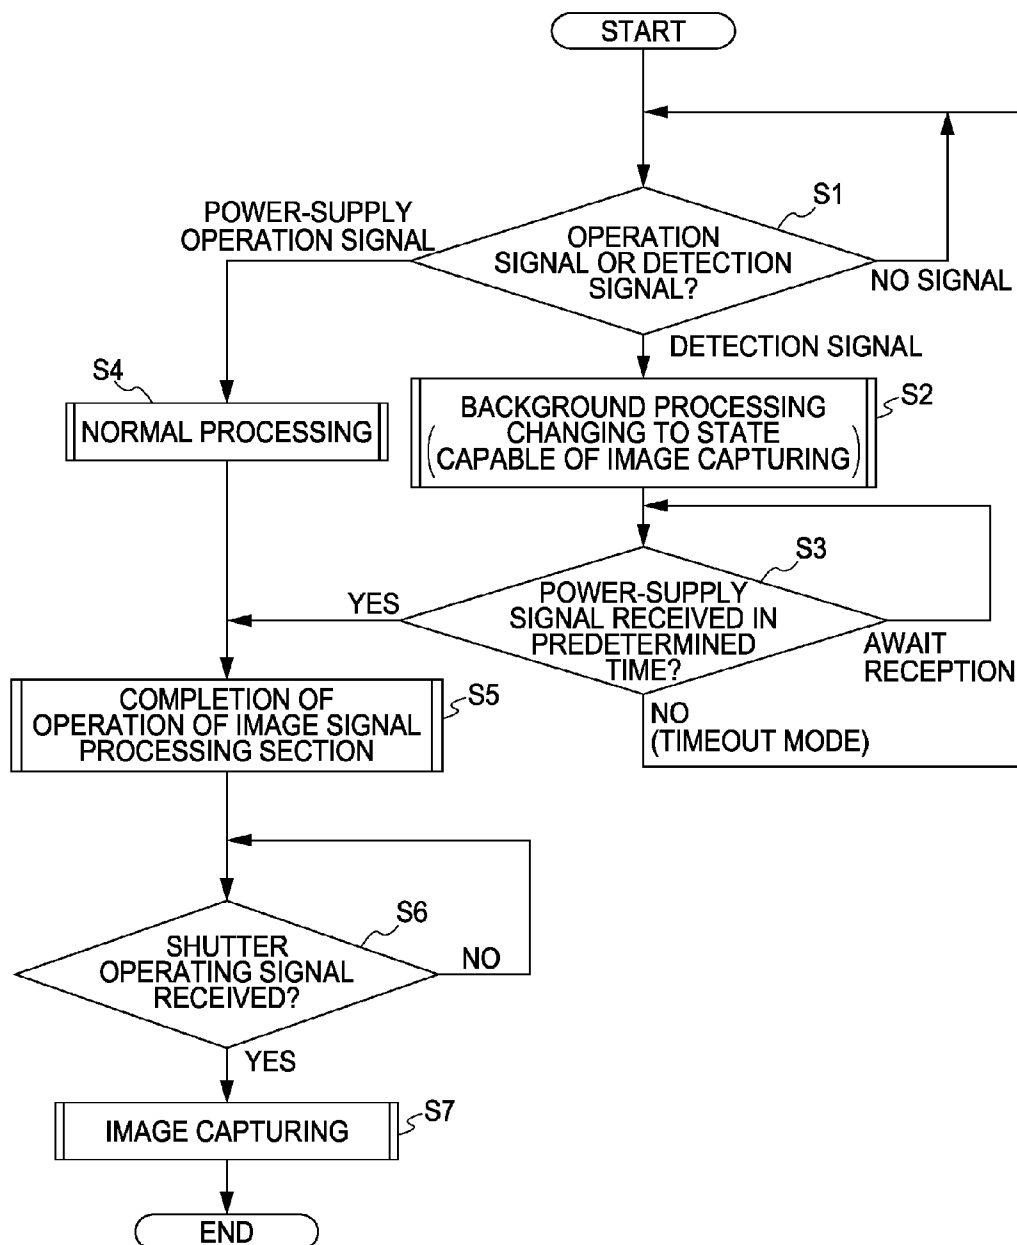 START
S1
POWER-SUPPLY
OPERATION SIGNAL
OPERATION
SIGNAL OR DETECTION
SIGNAL?
NO SIGNAL
DETECTION SIGNAL
S4
NORMAL PROCESSING
S2
BACKGROUND PROCESSING
(CHANGING TO STATE
CAPABLE OF IMAGE CAPTURING)
S3
YES
POWER-SUPPLY
SIGNAL RECEIVED IN
PREDETERMINED
TIME?
AWAIT
RECEPTION
NO
(TIMEOUT MODE)
COMPLETION OF
OPERATION OF IMAGE SIGNAL
PROCESSING SECTION
S5
S6
SHUTTER
OPERATING SIGNAL
RECEIVED?
NO
YES
IMAGE CAPTURING
S7
END